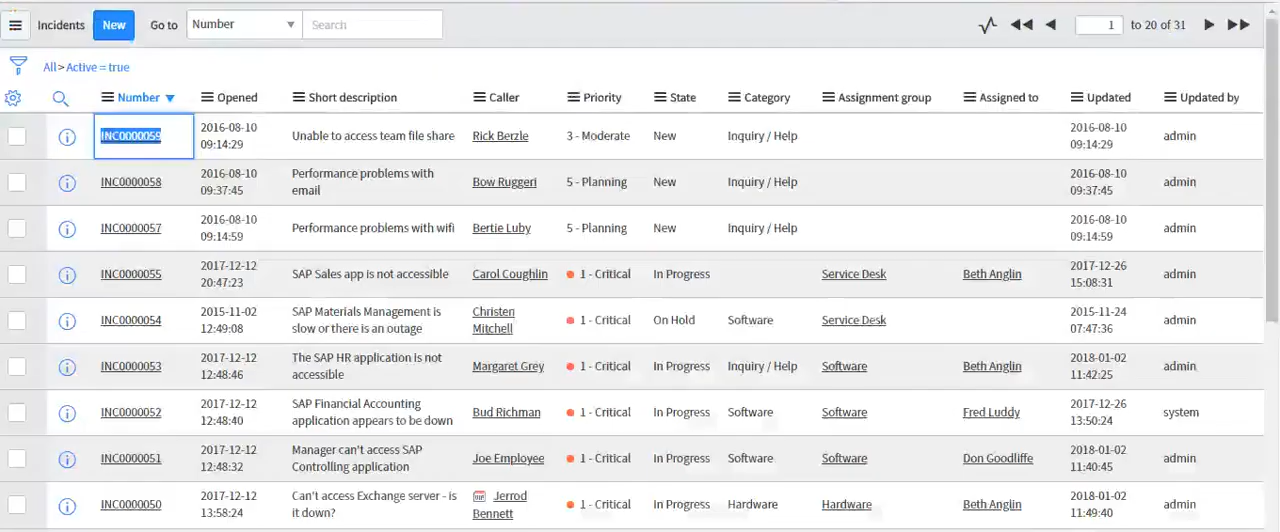 Incidents New Go to Number Search 1 to 20 of 31
All > Active = true
Number Opened Short description Caller Priority State Category Assignment group Assigned to Updated Updated by
INC0000059 2016-08-10 09:14:29 Unable to access team file share Rick Berzle 3 - Moderate New Inquiry / Help 2016-08-10 09:14:29 admin
INC0000058 2016-08-10 09:37:45 Performance problems with email Bow Ruggeri 5 - Planning New Inquiry / Help 2016-08-10 09:37:45 admin
INC0000057 2016-08-10 09:14:59 Performance problems with wifi Bertie Luby 5 - Planning New Inquiry / Help 2016-08-10 09:14:59 admin
INC0000055 2017-12-12 20:47:23 SAP Sales app is not accessible Carol Coughlin 1 - Critical In Progress Service Desk Beth Anglin 2017-12-26 15:08:31 admin
INC0000054 2015-11-02 12:49:08 SAP Materials Management is slow or there is an outage Christen Mitchell 1 - Critical On Hold Software Service Desk 2015-11-24 07:47:36 admin
INC0000053 2017-12-12 12:48:46 The SAP HR application is not accessible Margaret Grey 1 - Critical In Progress Inquiry / Help Software Beth Anglin 2018-01-02 11:42:25 admin
INC0000052 2017-12-12 12:48:40 SAP Financial Accounting application appears to be down Bud Richman 1 - Critical In Progress Software Software Fred Luddy 2017-12-26 13:50:24 system
INC0000051 2017-12-12 12:48:32 Manager can't access SAP Controlling application Joe Employee 1 - Critical In Progress Software Software Don Goodliffe 2018-01-02 11:40:45 admin
INC0000050 2017-12-12 13:58:24 Can't access Exchange server - is it down? Jerrod Bennett 1 - Critical In Progress Hardware Hardware Beth Anglin 2018-01-02 11:49:40 admin